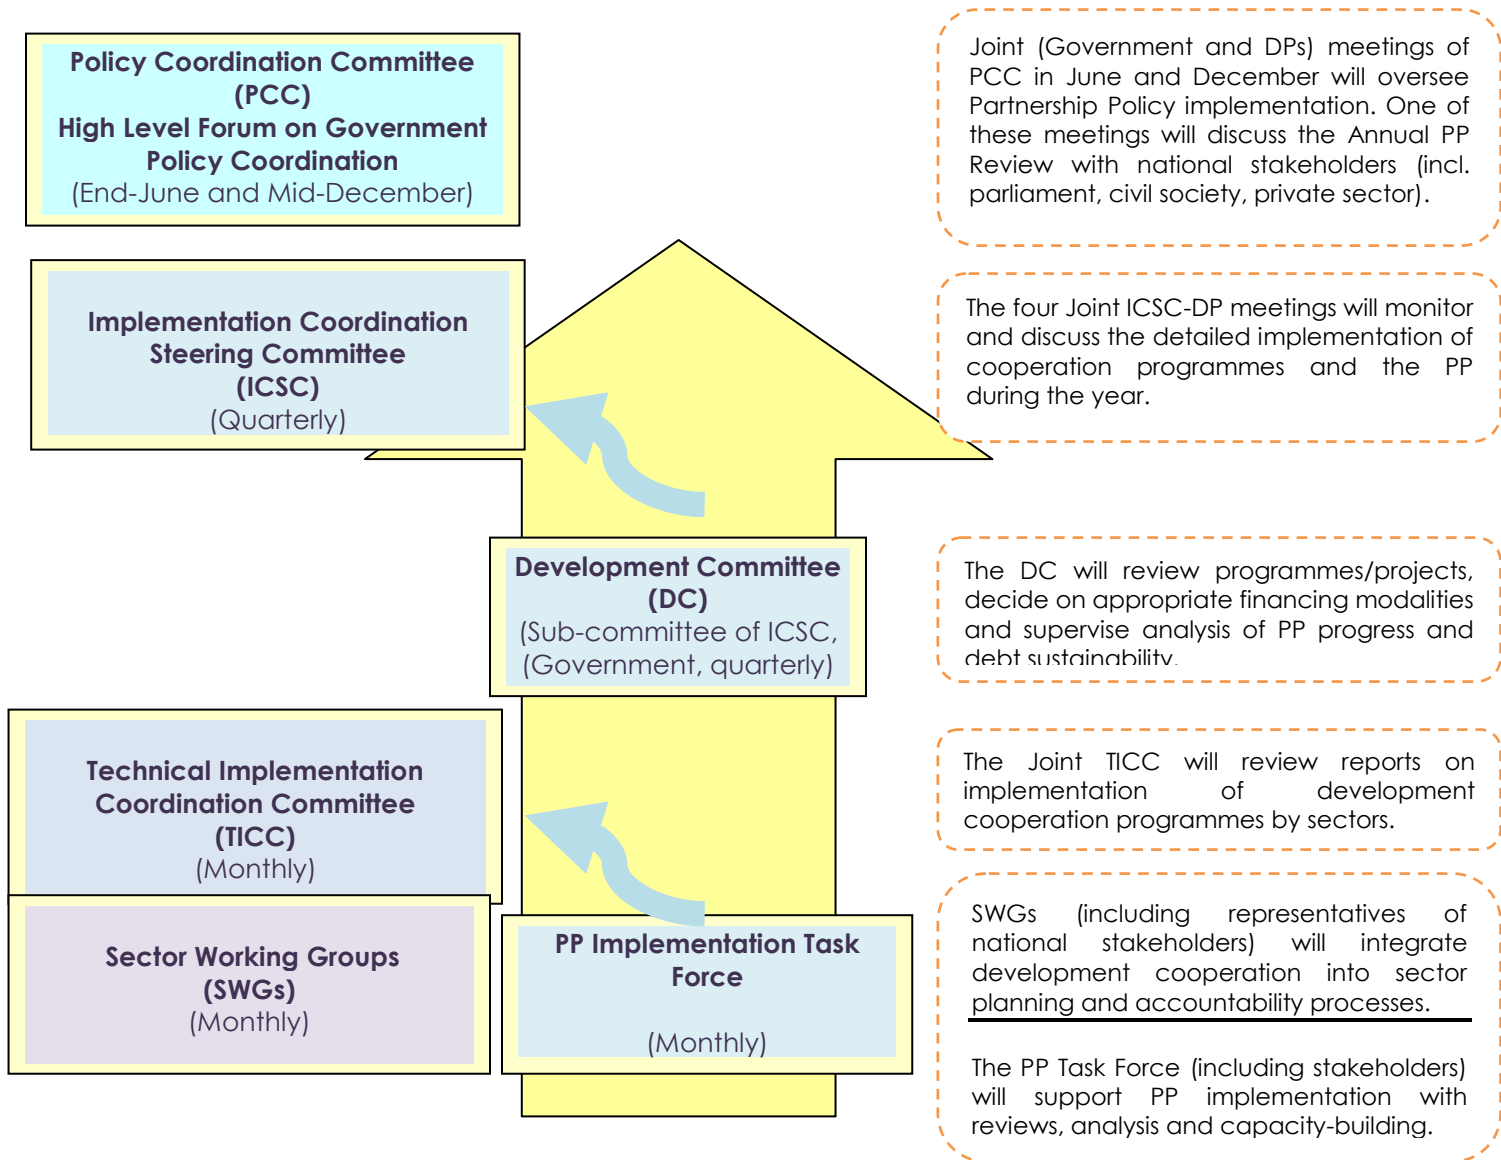 Policy Coordination Committee
(PCC)
High Level Forum on Government
Policy Coordination
(End-June and Mid-December)
Joint (Government and DPs) meetings of
PCC in June and December will oversee
Partnership Policy implementation. One of
these meetings will discuss the Annual PP
Review with national stakeholders (incl.
parliament, civil society, private sector).
Implementation Coordination
Steering Committee
(ICSC)
(Quarterly)
The four Joint ICSC-DP meetings will monitor
and discuss the detailed implementation of
cooperation programmes and the PP
during the year.
Development Committee
(DC)
(Sub-committee of ICSC,
(Government, quarterly)
The DC will review programmes/projects,
decide on appropriate financing modalities
and supervise analysis of PP progress and
debt sustainability.
Technical Implementation
Coordination Committee
(TICC)
(Monthly)
The Joint TICC will review reports on
implementation of development
cooperation programmes by sectors.
Sector Working Groups
(SWGs)
(Monthly)
PP Implementation Task
Force
(Monthly)
SWGs (including representatives of
national stakeholders) will integrate
development cooperation into sector
planning and accountability processes.
The PP Task Force (including stakeholders)
will support PP implementation with
reviews, analysis and capacity-building.